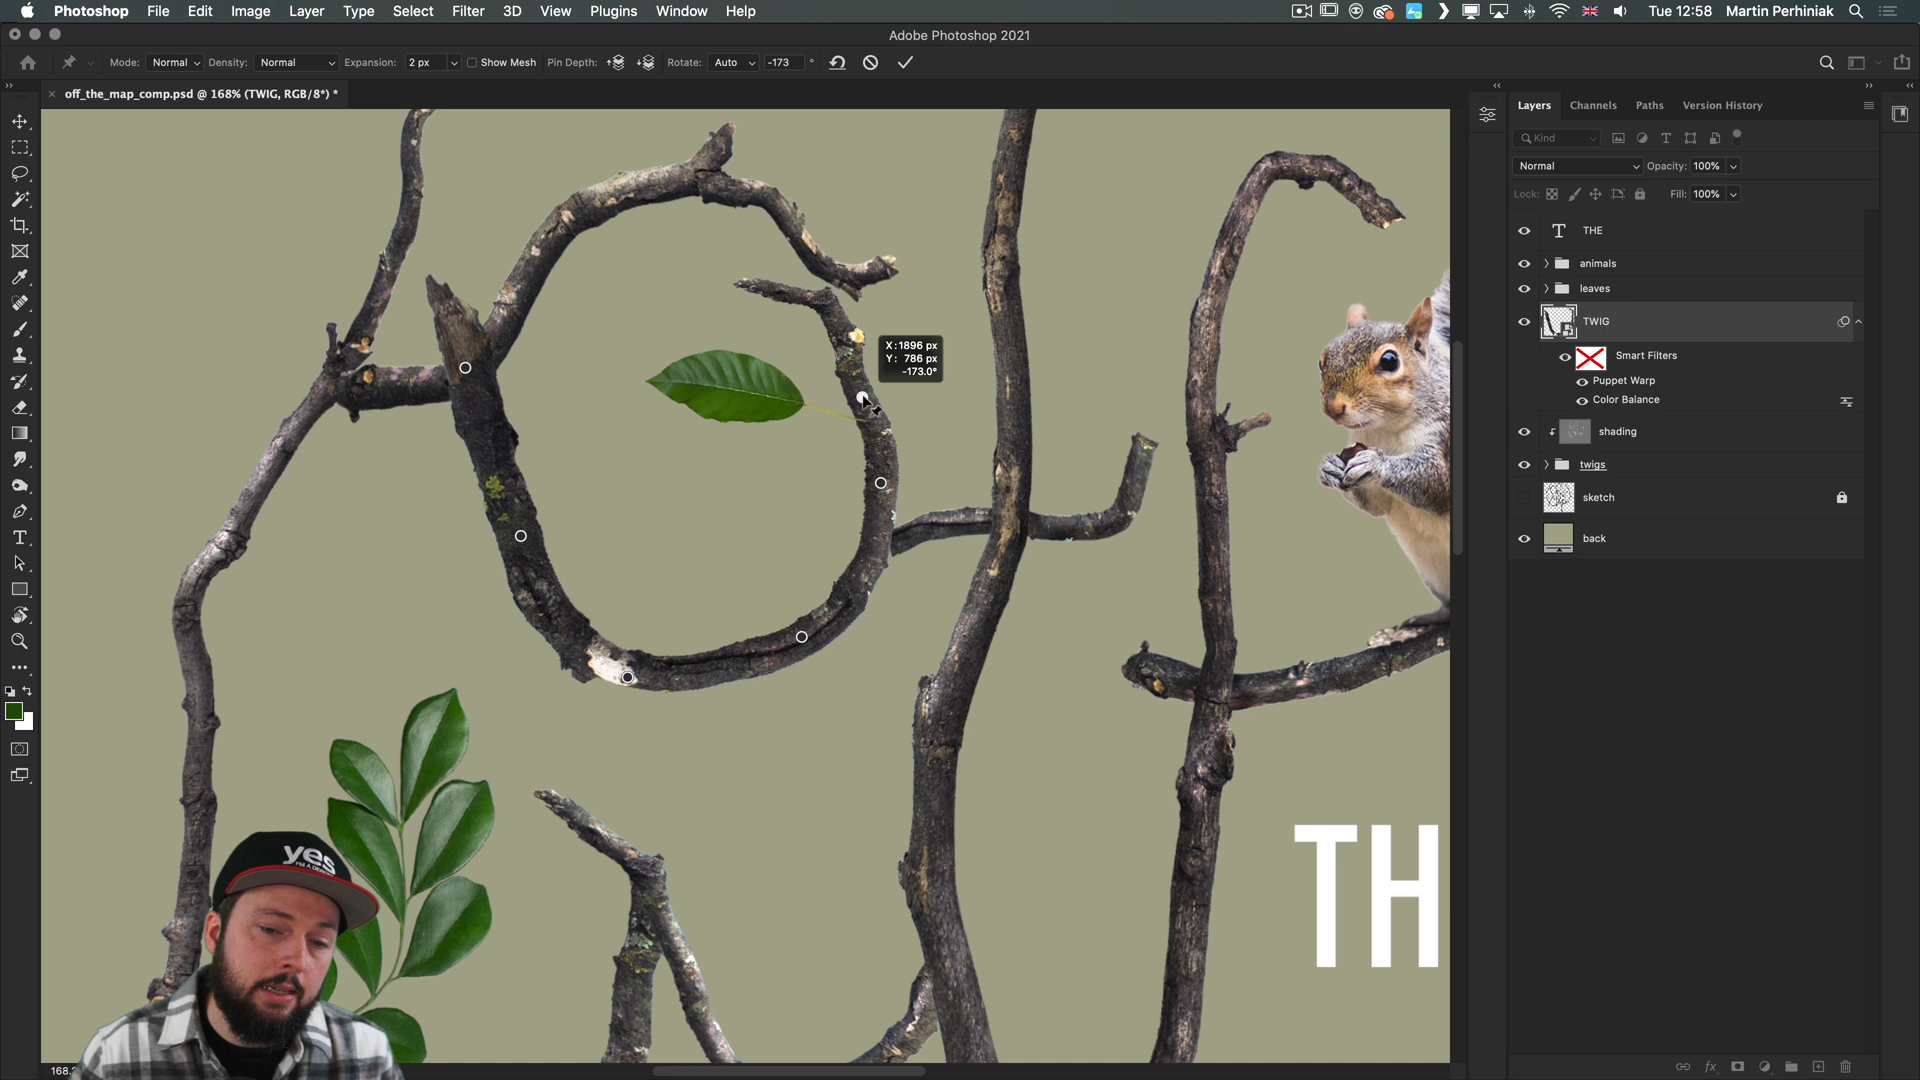 Photoshop File Edit Image Layer Type Select Filter 3D View Plugins Window Help Tue 12:58 Martin Perhiniak
Adobe Photoshop 2021
Mode: Normal Density: Normal Expansion: 2 px Show Mesh Pin Depth: Rotate: Auto -173 °
off_the_map_comp.psd @ 168% (TWIG, RGB/8*) *
Layers Channels Paths Version History
Kind
Normal Opacity: 100%
Lock: Fill: 100%
THE
animals
leaves
TWIG
Smart Filters
Puppet Warp
Color Balance
shading
twigs
sketch
back
X: 1896 px
Y: 786 px
-173.0°
TH
yes
I'M A DESIGNER
168.2